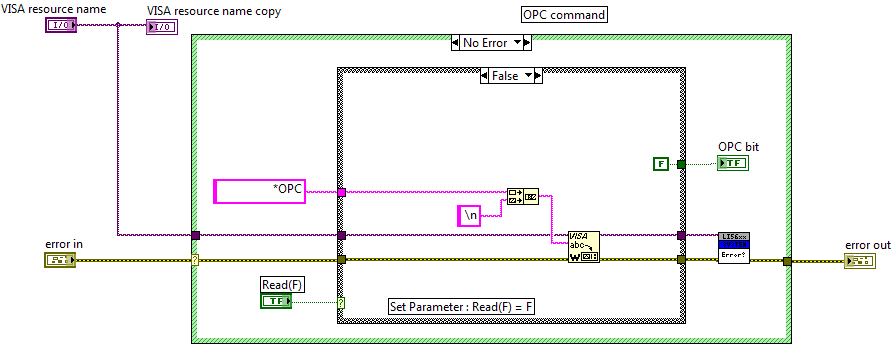 OPC command
VISA resource name
I/O
VISA resource name copy
I/O
No Error
False
F
OPC bit
TF
*OPC
\n
VISA
abc
W
LIS6xx
Error?
error in
error out
?
Read(F)
TF
?
Set Parameter : Read(F) = F